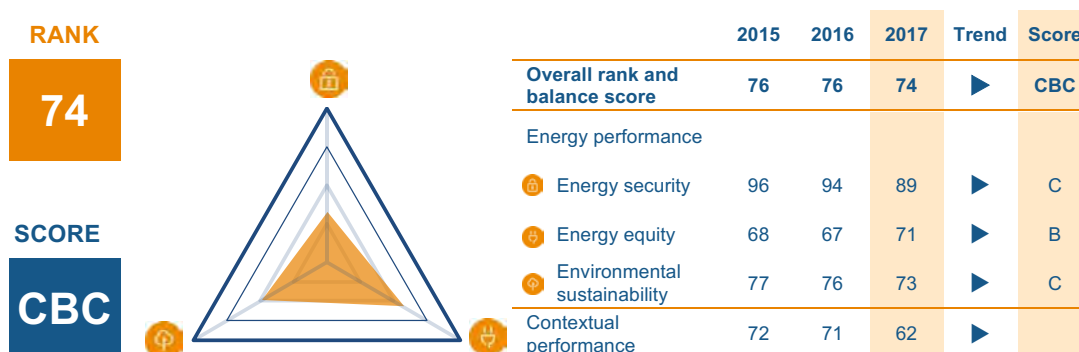 RANK
74
SCORE
CBC
2015 2016 2017 Trend Score
Overall rank and
balance score 76 76 74 CBC
Energy performance
Energy security 96 94 89 C
Energy equity 68 67 71 B
Environmental
sustainability 77 76 73 C
Contextual
performance 72 71 62